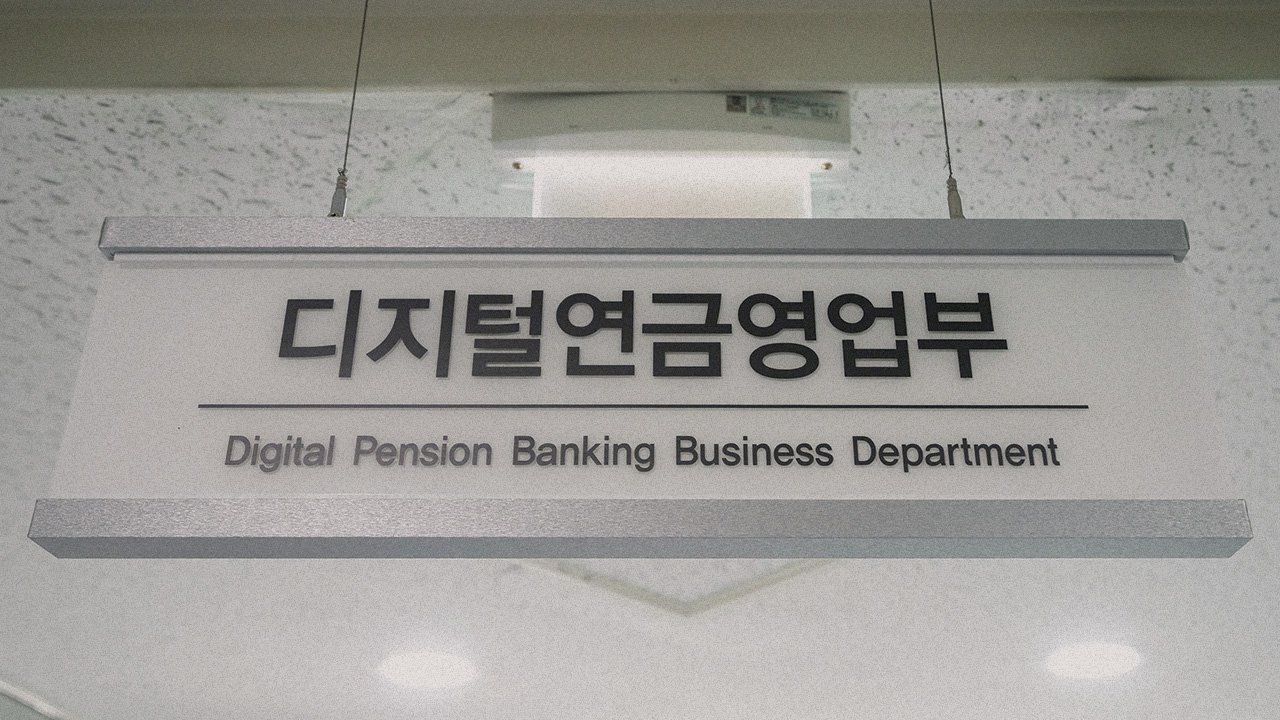 디지털연금영업부
Digital Pension Banking Business Department